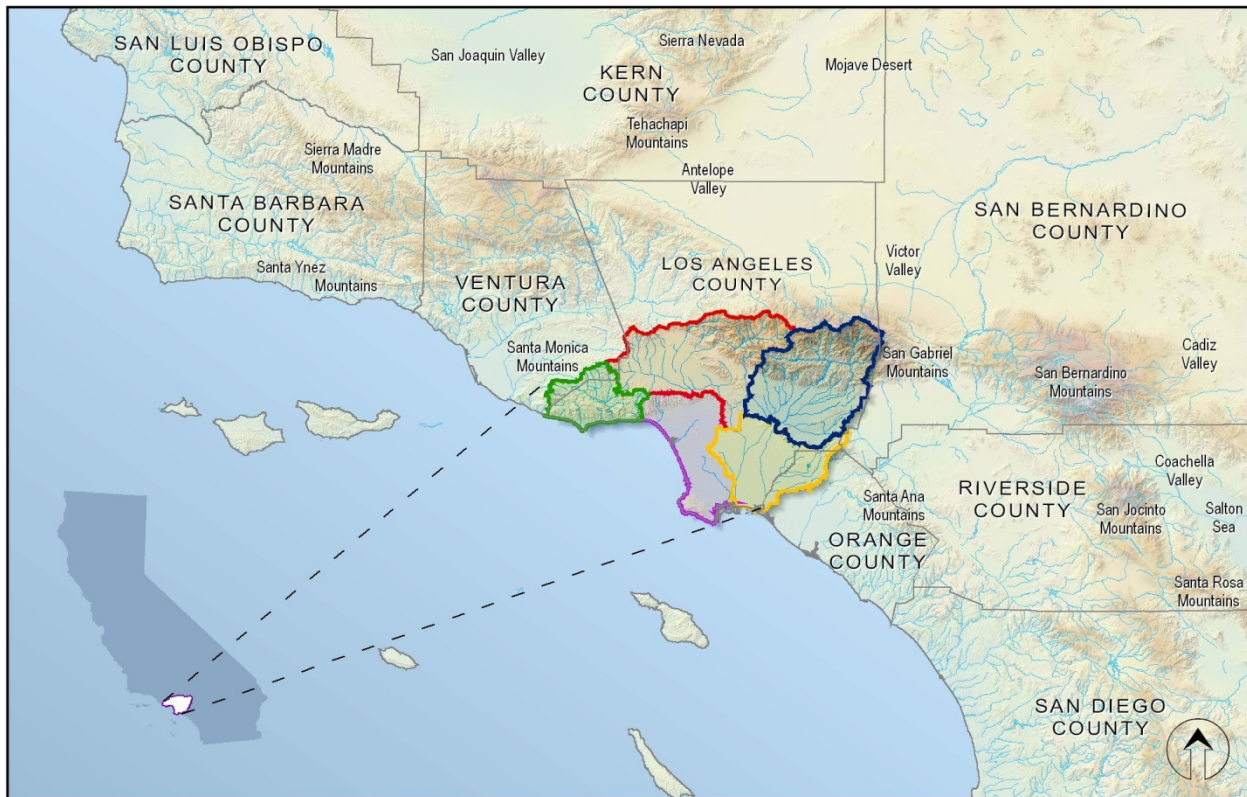 SAN LUIS OBISPO
COUNTY
San Joaquin Valley
Sierra Nevada
KERN
COUNTY
Mojave Desert
Tehachapi
Mountains
Sierra Madre
Mountains
Antelope
Valley
SANTA BARBARA
COUNTY
SAN BERNARDINO
COUNTY
Santa Ynez
Mountains
VENTURA
COUNTY
LOS ANGELES
COUNTY
Victor
Valley
Santa Monica
Mountains
San Gabriel
Mountains
San Bernardino
Mountains
Cadiz
Valley
Coachella
Valley
RIVERSIDE
COUNTY
Santa Ana
Mountains
San Jocinto
Mountains
Salton
Sea
ORANGE
COUNTY
Santa Rosa
Mountains
SAN DIEGO
COUNTY